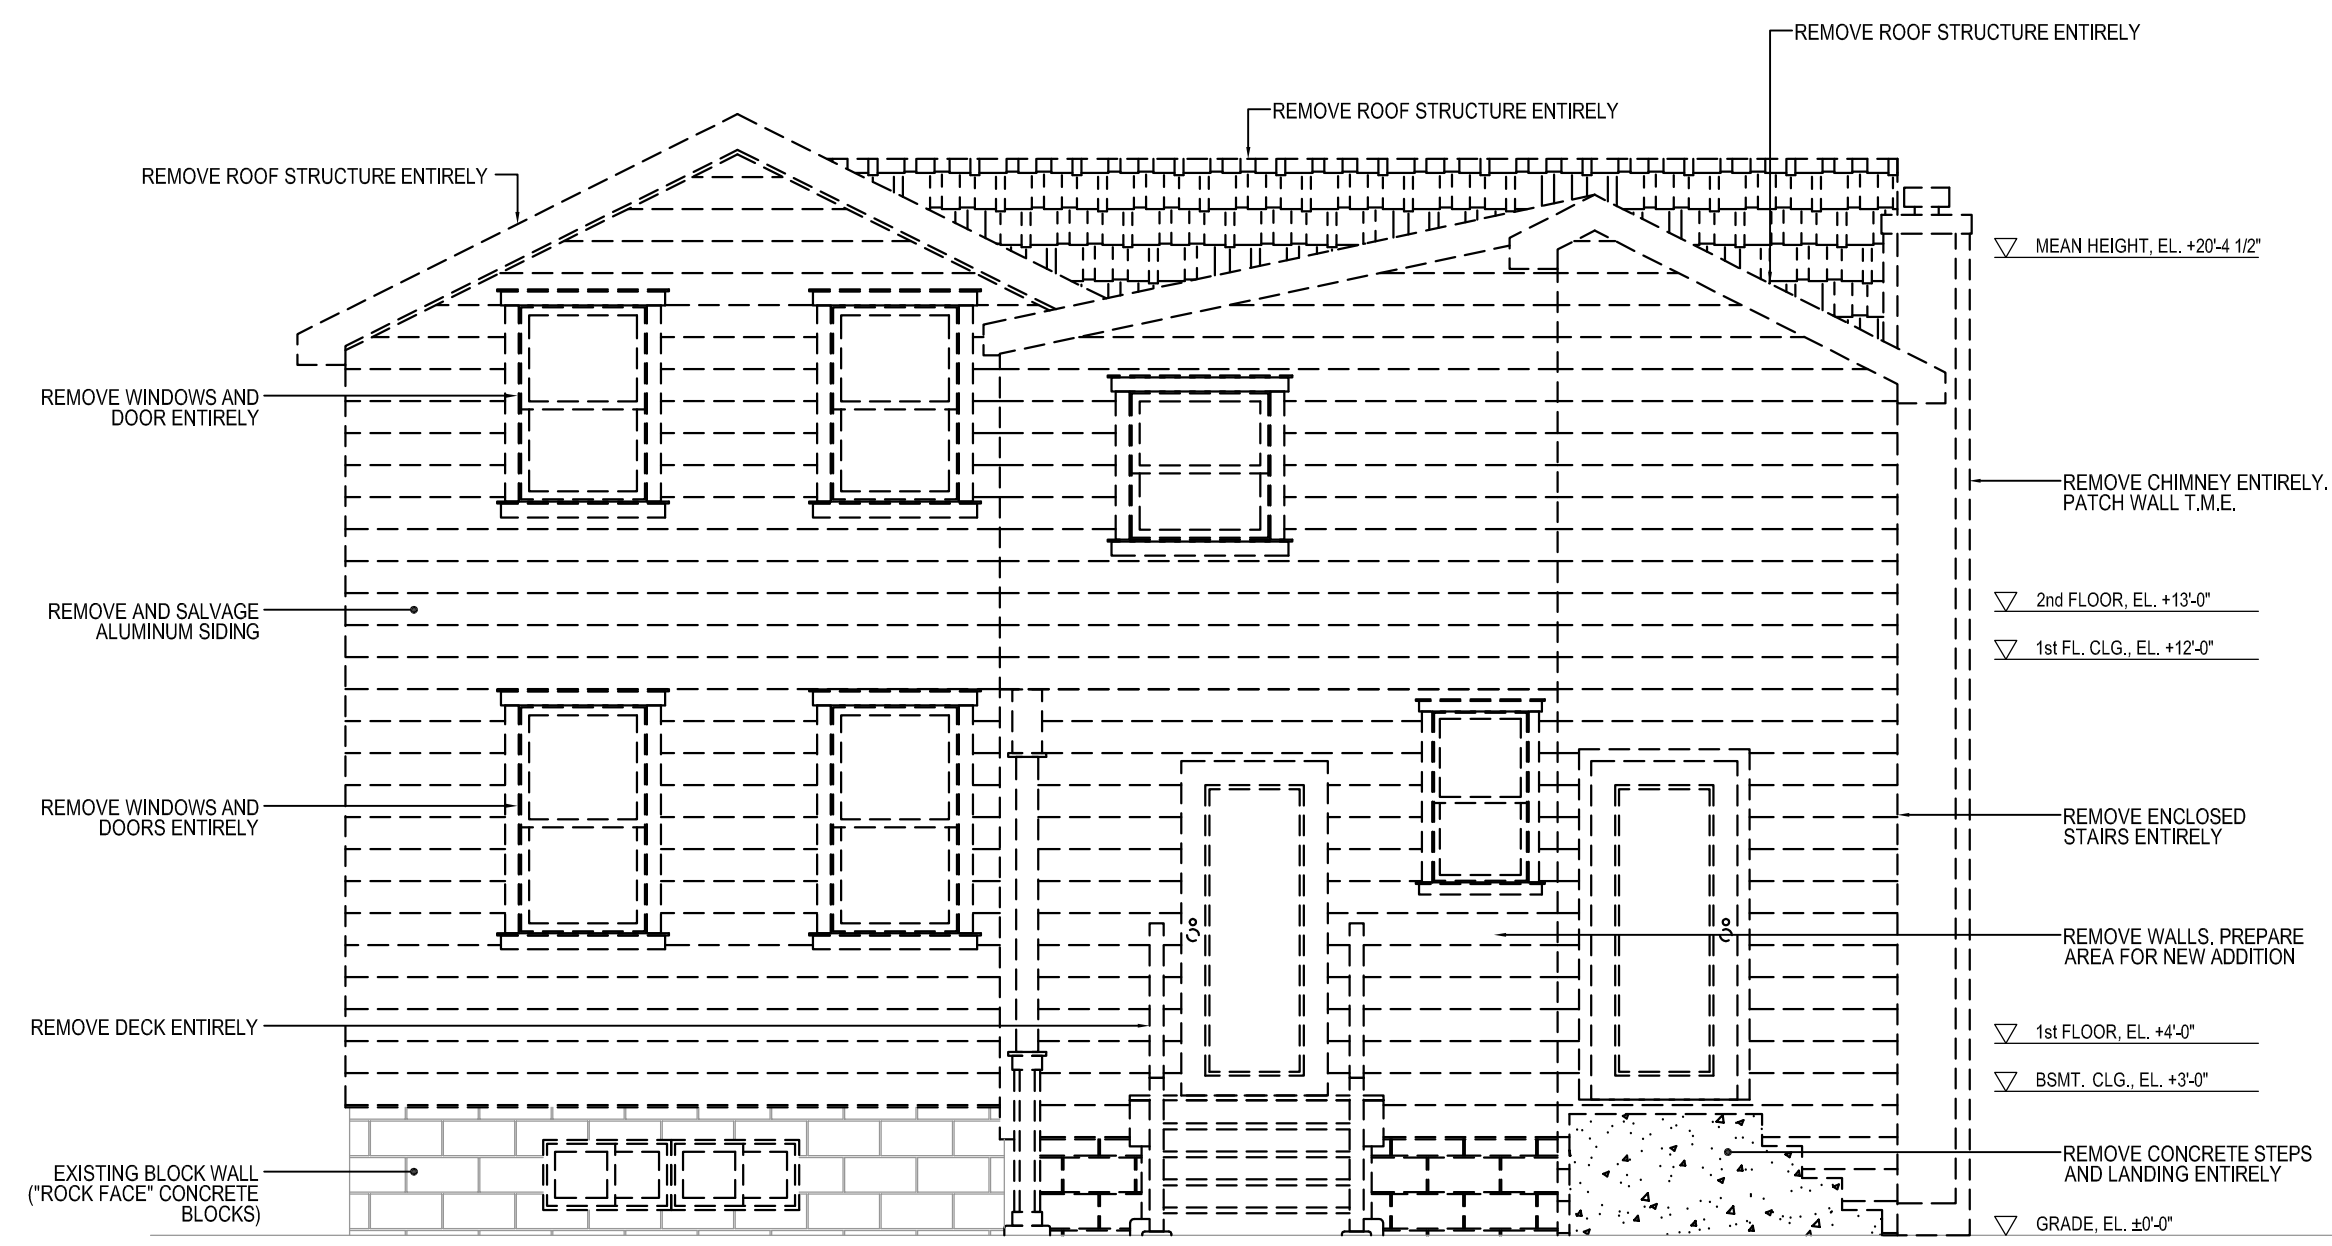 REMOVE ROOF STRUCTURE ENTIRELY
REMOVE ROOF STRUCTURE ENTIRELY
REMOVE ROOF STRUCTURE ENTIRELY
MEAN HEIGHT, EL. +20'-4 1/2"
REMOVE WINDOWS AND
DOOR ENTIRELY
REMOVE CHIMNEY ENTIRELY.
PATCH WALL T.M.E.
2nd FLOOR, EL. +13'-0"
REMOVE AND SALVAGE
ALUMINUM SIDING
1st FL. CLG., EL. +12'-0"
REMOVE WINDOWS AND
DOORS ENTIRELY
REMOVE ENCLOSED
STAIRS ENTIRELY
REMOVE WALLS. PREPARE
AREA FOR NEW ADDITION
REMOVE DECK ENTIRELY
1st FLOOR, EL. +4'-0"
BSMT. CLG., EL. +3'-0"
EXISTING BLOCK WALL
("ROCK FACE" CONCRETE
BLOCKS)
REMOVE CONCRETE STEPS
AND LANDING ENTIRELY
GRADE, EL. ±0'-0"